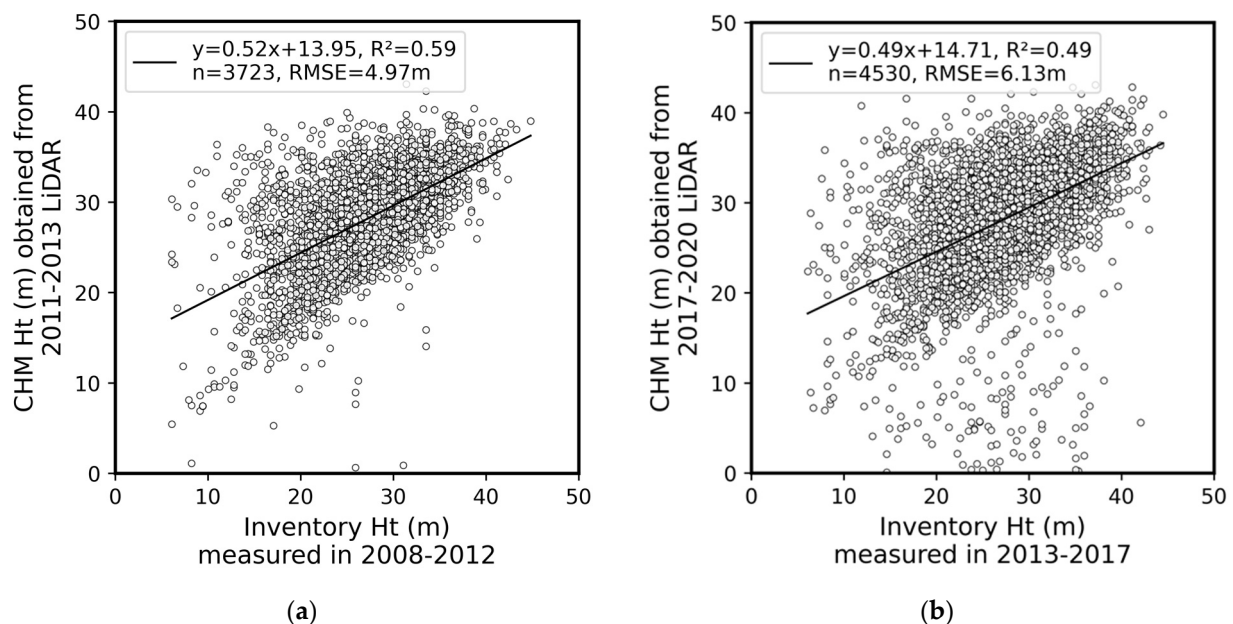 y=0.52x+13.95, R²=0.59
n=3723, RMSE=4.97m
CHM Ht (m) obtained from
2011-2013 LiDAR
50
40
30
20
10
0
0 10 20 30 40 50
Inventory Ht (m)
measured in 2008-2012
(a)
y=0.49x+14.71, R²=0.49
n=4530, RMSE=6.13m
CHM Ht (m) obtained from
2017-2020 LiDAR
50
40
30
20
10
0
0 10 20 30 40 50
Inventory Ht (m)
measured in 2013-2017
(b)